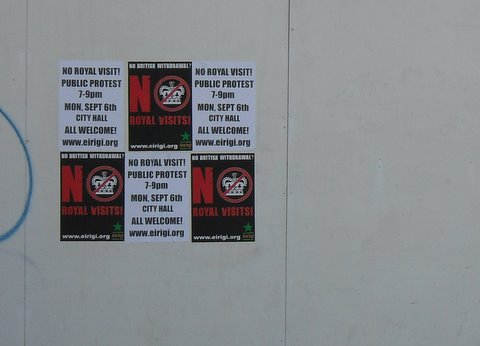 NO ROYAL VISIT!
PUBLIC PROTEST
7-9pm
MON, SEPT 6th
CITY HALL
ALL WELCOME!
www.eirigi.org
NO BRITISH WITHDRAWAL?
NO
ROYAL VISITS!
www.eirigi.org
NO ROYAL VISIT!
PUBLIC PROTEST
7-9pm
MON, SEPT 6th
CITY HALL
ALL WELCOME!
www.eirigi.org
NO BRITISH WITHDRAWAL?
NO
ROYAL VISITS!
www.eirigi.org
NO ROYAL VISIT!
PUBLIC PROTEST
7-9pm
MON, SEPT 6th
CITY HALL
ALL WELCOME!
www.eirigi.org
NO BRITISH WITHDRAWAL?
NO
ROYAL VISITS!
www.eirigi.org